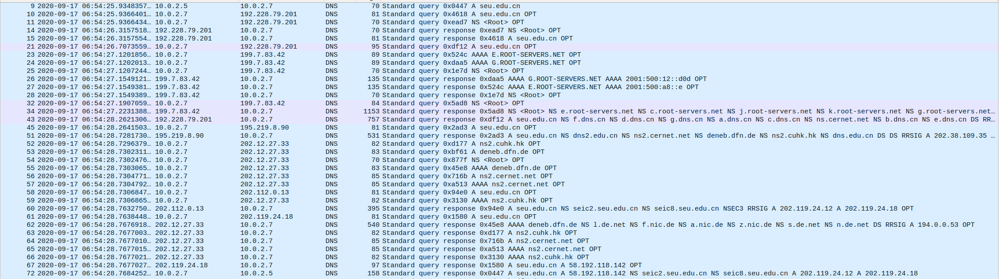 9 2020-09-17 06:54:25.9348357… 10.0.2.5 10.0.2.7 DNS 70 Standard query 0x0447 A seu.edu.cn
10 2020-09-17 06:54:25.9366401… 10.0.2.7 192.228.79.201 DNS 81 Standard query 0x4618 A seu.edu.cn OPT
11 2020-09-17 06:54:25.9366434… 10.0.2.7 192.228.79.201 DNS 70 Standard query 0xead7 NS <Root> OPT
14 2020-09-17 06:54:26.3157518… 192.228.79.201 10.0.2.7 DNS 70 Standard query response 0xead7 NS <Root> OPT
15 2020-09-17 06:54:26.3157554… 192.228.79.201 10.0.2.7 DNS 81 Standard query response 0x4618 A seu.edu.cn OPT
21 2020-09-17 06:54:26.7073559… 10.0.2.7 192.228.79.201 DNS 95 Standard query 0xdf12 A seu.edu.cn OPT
23 2020-09-17 06:54:27.1201856… 10.0.2.7 199.7.83.42 DNS 89 Standard query 0x524c AAAA E.ROOT-SERVERS.NET OPT
24 2020-09-17 06:54:27.1202013… 10.0.2.7 199.7.83.42 DNS 89 Standard query 0xdaa5 AAAA G.ROOT-SERVERS.NET OPT
25 2020-09-17 06:54:27.1207244… 10.0.2.7 199.7.83.42 DNS 70 Standard query 0x1e7d NS <Root> OPT
26 2020-09-17 06:54:27.1549121… 199.7.83.42 10.0.2.7 DNS 135 Standard query response 0xdaa5 AAAA G.ROOT-SERVERS.NET AAAA 2001:500:12::d0d OPT
27 2020-09-17 06:54:27.1549381… 199.7.83.42 10.0.2.7 DNS 135 Standard query response 0x524c AAAA E.ROOT-SERVERS.NET AAAA 2001:500:a8::e OPT
28 2020-09-17 06:54:27.1549389… 199.7.83.42 10.0.2.7 DNS 70 Standard query response 0x1e7d NS <Root> OPT
32 2020-09-17 06:54:27.1907059… 10.0.2.7 199.7.83.42 DNS 84 Standard query 0x5ad8 NS <Root> OPT
34 2020-09-17 06:54:27.2231388… 199.7.83.42 10.0.2.7 DNS 1153 Standard query response 0x5ad8 NS <Root> NS e.root-servers.net NS c.root-servers.net NS j.root-servers.net NS k.root-servers.net NS g.root-servers.net…
43 2020-09-17 06:54:28.2621306… 192.228.79.201 10.0.2.7 DNS 757 Standard query response 0xdf12 A seu.edu.cn NS f.dns.cn NS d.dns.cn NS g.dns.cn NS a.dns.cn NS c.dns.cn NS ns.cernet.net NS b.dns.cn NS e.dns.cn DS RR…
45 2020-09-17 06:54:28.2641503… 10.0.2.7 195.219.8.90 DNS 81 Standard query 0x2ad3 A seu.edu.cn OPT
51 2020-09-17 06:54:28.7281730… 195.219.8.90 10.0.2.7 DNS 531 Standard query response 0x2ad3 A seu.edu.cn NS dns2.edu.cn NS ns2.cernet.net NS deneb.dfn.de NS ns2.cuhk.hk NS dns.edu.cn DS DS RRSIG A 202.38.109.35 …
52 2020-09-17 06:54:28.7296379… 10.0.2.7 202.12.27.33 DNS 82 Standard query 0xd177 A ns2.cuhk.hk OPT
53 2020-09-17 06:54:28.7302311… 10.0.2.7 202.12.27.33 DNS 83 Standard query 0xbf61 A deneb.dfn.de OPT
54 2020-09-17 06:54:28.7302476… 10.0.2.7 202.12.27.33 DNS 70 Standard query 0x877f NS <Root> OPT
55 2020-09-17 06:54:28.7303065… 10.0.2.7 202.12.27.33 DNS 83 Standard query 0x45e8 AAAA deneb.dfn.de OPT
56 2020-09-17 06:54:28.7304771… 10.0.2.7 202.12.27.33 DNS 85 Standard query 0x716b A ns2.cernet.net OPT
57 2020-09-17 06:54:28.7304792… 10.0.2.7 202.12.27.33 DNS 85 Standard query 0xa513 AAAA ns2.cernet.net OPT
58 2020-09-17 06:54:28.7306847… 10.0.2.7 202.112.0.13 DNS 81 Standard query 0x94e0 A seu.edu.cn OPT
59 2020-09-17 06:54:28.7306865… 10.0.2.7 202.12.27.33 DNS 82 Standard query 0x3130 AAAA ns2.cuhk.hk OPT
60 2020-09-17 06:54:28.7632750… 202.112.0.13 10.0.2.7 DNS 395 Standard query response 0x94e0 A seu.edu.cn NS seic2.seu.edu.cn NS seic8.seu.edu.cn NSEC3 RRSIG A 202.119.24.12 A 202.119.24.18 OPT
61 2020-09-17 06:54:28.7638448… 10.0.2.7 202.119.24.18 DNS 81 Standard query 0x1580 A seu.edu.cn OPT
62 2020-09-17 06:54:28.7676918… 202.12.27.33 10.0.2.7 DNS 540 Standard query response 0x45e8 AAAA deneb.dfn.de NS l.de.net NS f.nic.de NS a.nic.de NS z.nic.de NS s.de.net NS n.de.net DS RRSIG A 194.0.0.53 OPT
63 2020-09-17 06:54:28.7677003… 202.12.27.33 10.0.2.7 DNS 82 Standard query response 0xd177 A ns2.cuhk.hk OPT
64 2020-09-17 06:54:28.7677010… 202.12.27.33 10.0.2.7 DNS 85 Standard query response 0x716b A ns2.cernet.net OPT
65 2020-09-17 06:54:28.7677015… 202.12.27.33 10.0.2.7 DNS 85 Standard query response 0xa513 AAAA ns2.cernet.net OPT
66 2020-09-17 06:54:28.7677021… 202.12.27.33 10.0.2.7 DNS 82 Standard query response 0x3130 AAAA ns2.cuhk.hk OPT
67 2020-09-17 06:54:28.7677027… 202.119.24.18 10.0.2.7 DNS 97 Standard query response 0x1580 A seu.edu.cn A 58.192.118.142 OPT
72 2020-09-17 06:54:28.7684252… 10.0.2.7 10.0.2.5 DNS 158 Standard query response 0x0447 A seu.edu.cn A 58.192.118.142 NS seic2.seu.edu.cn NS seic8.seu.edu.cn A 202.119.24.12 A 202.119.24.18